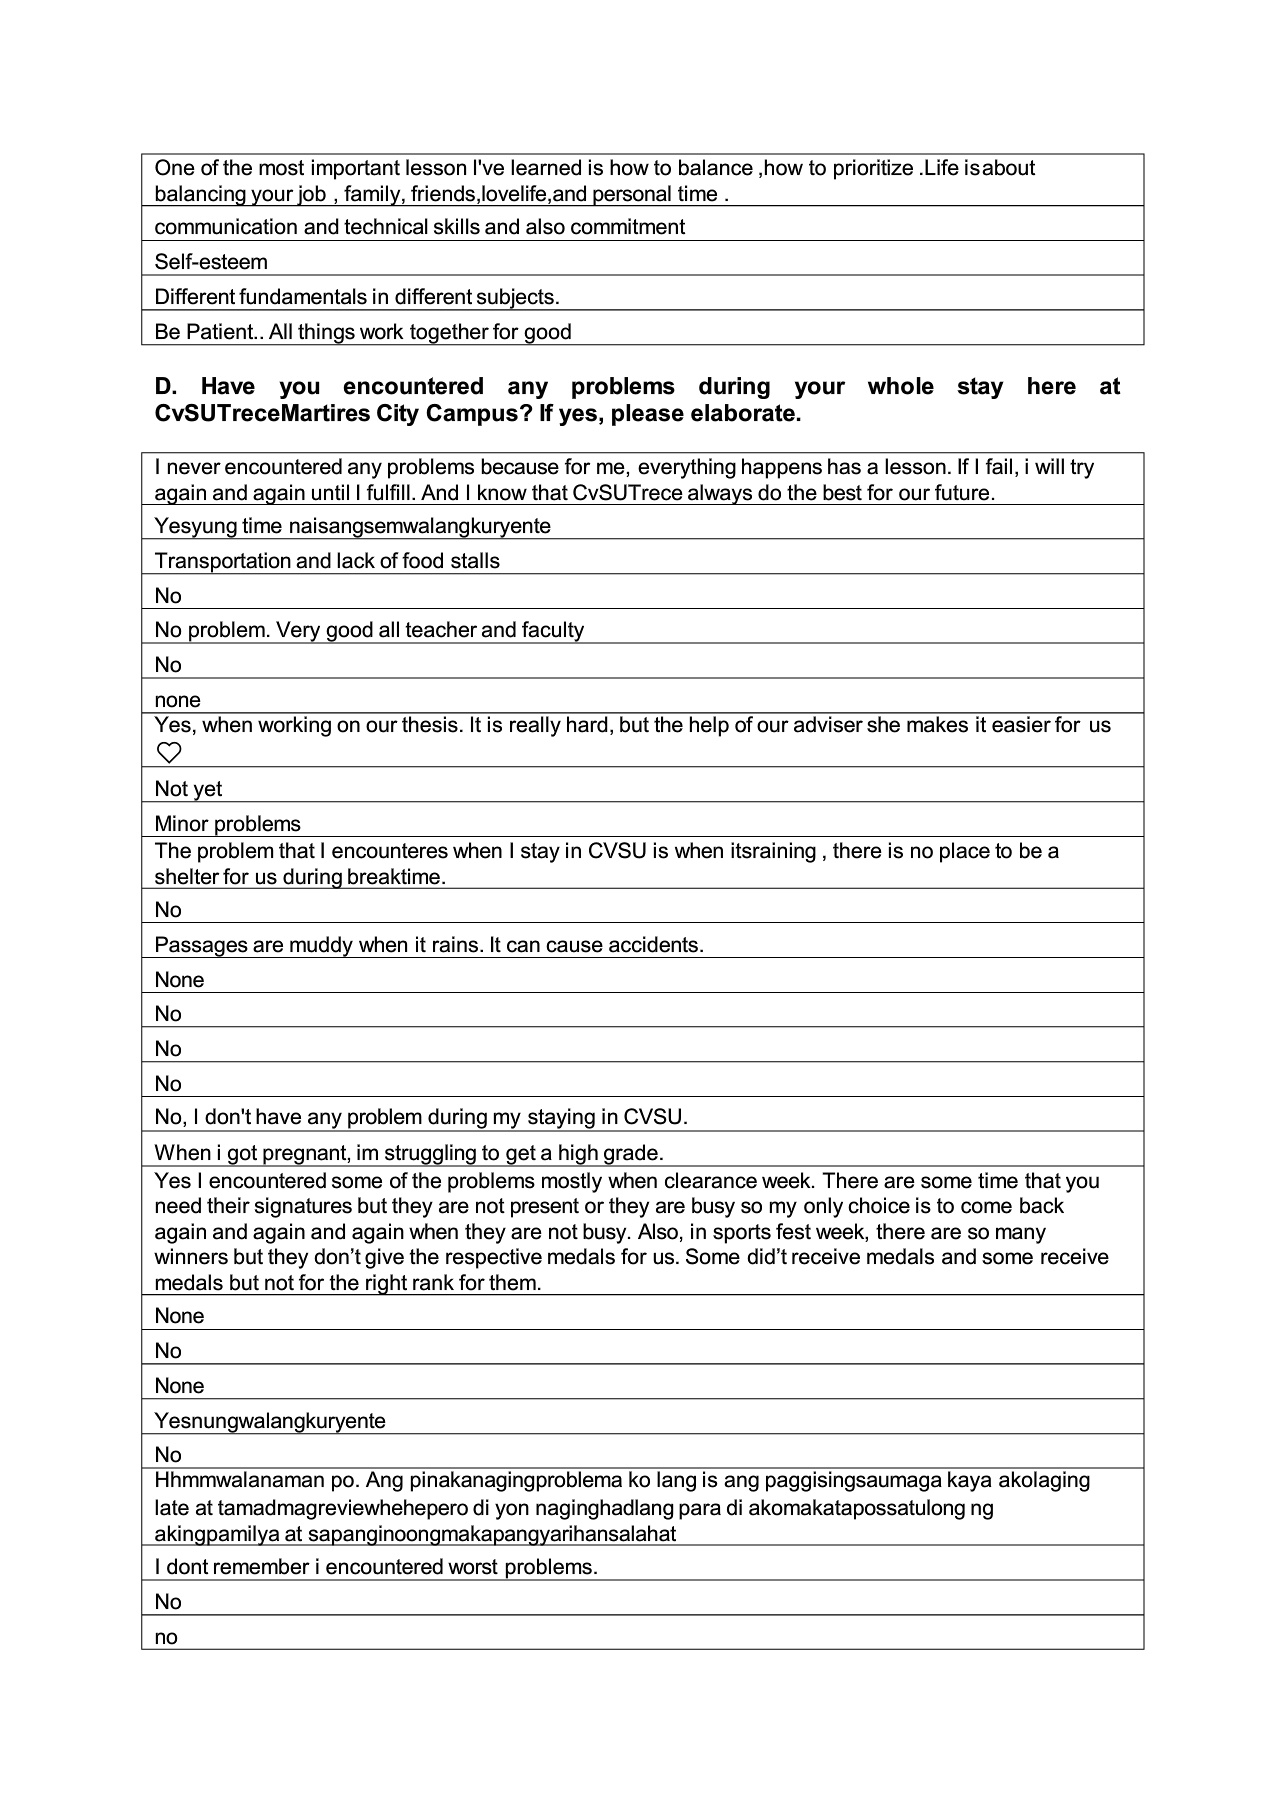 One of the most important lesson I've learned is how to balance ,how to prioritize .Life isabout
balancing your job , family, friends,lovelife,and personal time .
communication and technical skills and also commitment
Self-esteem
Different fundamentals in different subjects.
Be Patient.. All things work together for good
D. Have you encountered any problems during your whole stay here at
CvSUTreceMartires City Campus? If yes, please elaborate.
I never encountered any problems because for me, everything happens has a lesson. If I fail, i will try
again and again until I fulfill. And I know that CvSUTrece always do the best for our future.
Yesyung time naisangsemwalangkuryente
Transportation and lack of food stalls
No
No problem. Very good all teacher and faculty
No
none
Yes, when working on our thesis. It is really hard, but the help of our adviser she makes it easier for us
♡
Not yet
Minor problems
The problem that I encounteres when I stay in CVSU is when itsraining , there is no place to be a
shelter for us during breaktime.
No
Passages are muddy when it rains. It can cause accidents.
None
No
No
No
No, I don't have any problem during my staying in CVSU.
When i got pregnant, im struggling to get a high grade.
Yes I encountered some of the problems mostly when clearance week. There are some time that you
need their signatures but they are not present or they are busy so my only choice is to come back
again and again and again when they are not busy. Also, in sports fest week, there are so many
winners but they don’t give the respective medals for us. Some did’t receive medals and some receive
medals but not for the right rank for them.
None
No
None
Yesnungwalangkuryente
No
Hhmmwalanaman po. Ang pinakanagingproblema ko lang is ang paggisingsaumaga kaya akolaging
late at tamadmagreviewhehepero di yon naginghadlang para di akomakatapossatulong ng
akingpamilya at sapanginoongmakapangyarihansalahat
I dont remember i encountered worst problems.
No
no